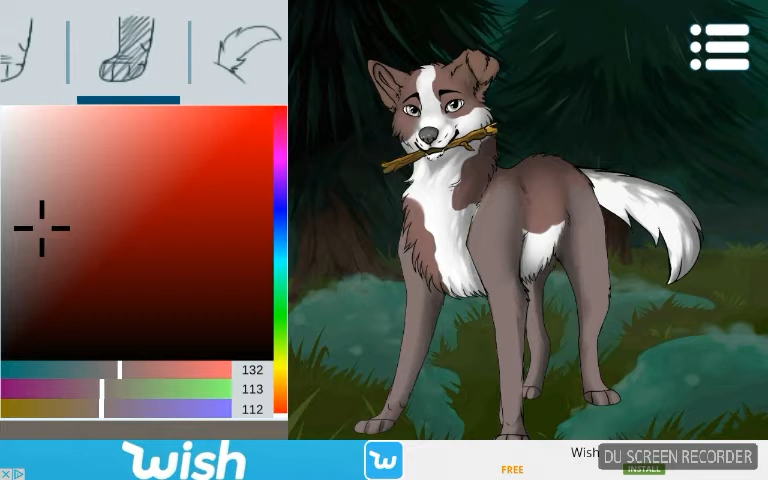 132
113
112
wish
w
FREE
Wish
DU SCREEN RECORDER
INSTALL